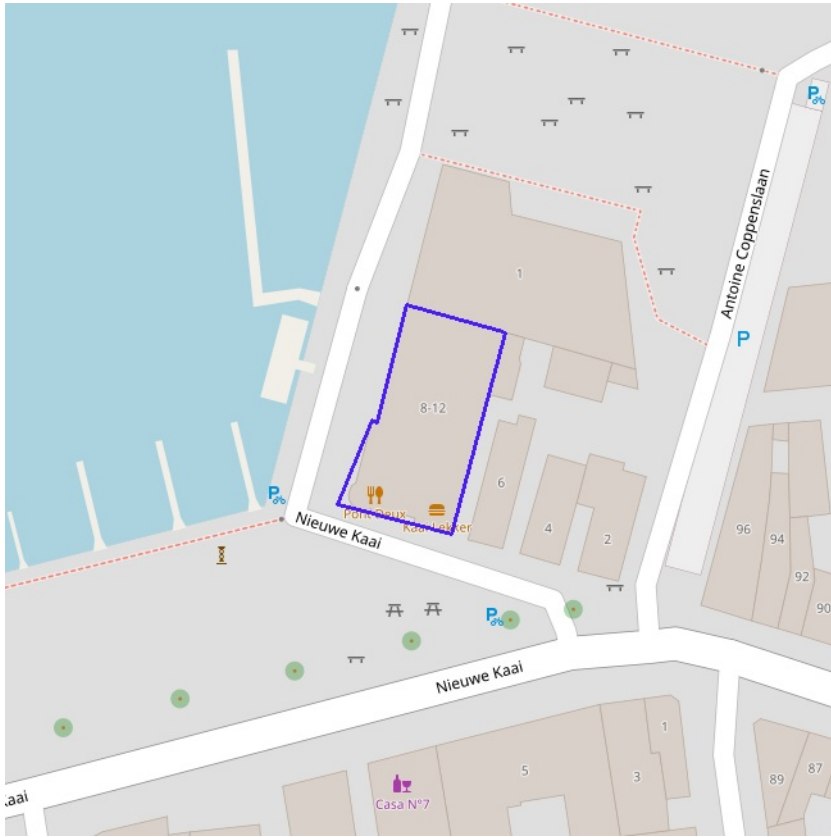 P
Antoine Coppenslaan
1
P
8-12
6
Pont Deux
Kaai Lekker
P
Nieuwe Kaai
4
2
96
94
92
90
P
Nieuwe Kaai
1
5
3
89
87
Kaai
Casa N°7